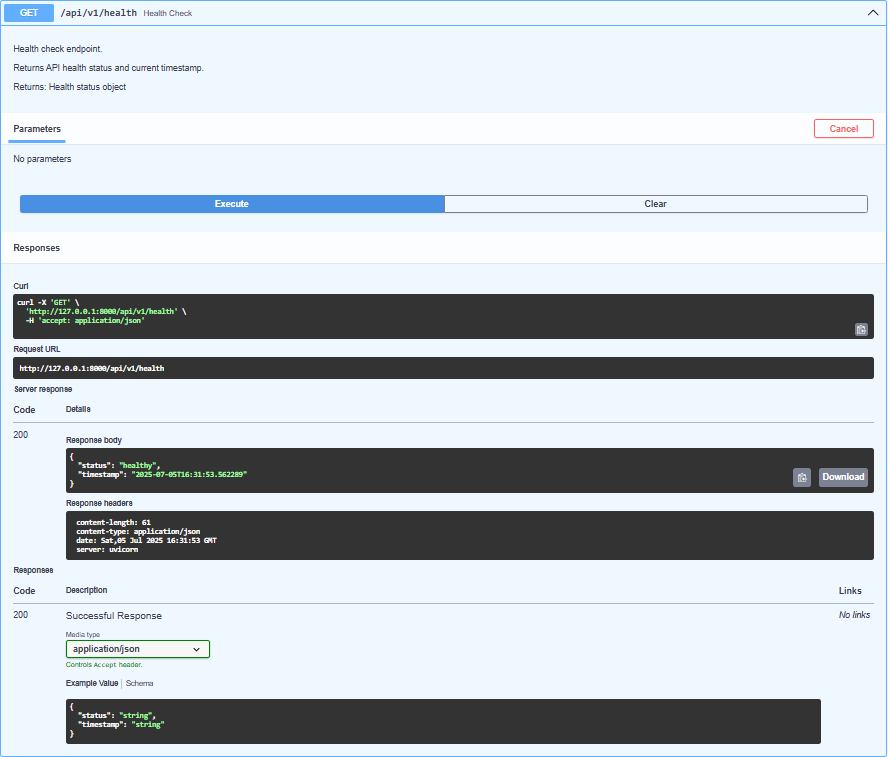 GET /api/v1/health Health Check
Health check endpoint.
Returns API health status and current timestamp.
Returns: Health status object
Parameters
Cancel
No parameters
Execute
Clear
Responses
Curl
curl -X 'GET' \
  'http://127.0.0.1:8000/api/v1/health' \
  -H 'accept: application/json'
Request URL
http://127.0.0.1:8000/api/v1/health
Server response
Code Details
200
Response body
{
  "status": "healthy",
  "timestamp": "2025-07-05T16:31:53.562289"
}
Download
Response headers
content-length: 61
content-type: application/json
date: Sat,05 Jul 2025 16:31:53 GMT
server: uvicorn
Responses
Code Description Links
200 Successful Response No links
Media type
application/json
Controls Accept header.
Example Value | Schema
{
  "status": "string",
  "timestamp": "string"
}